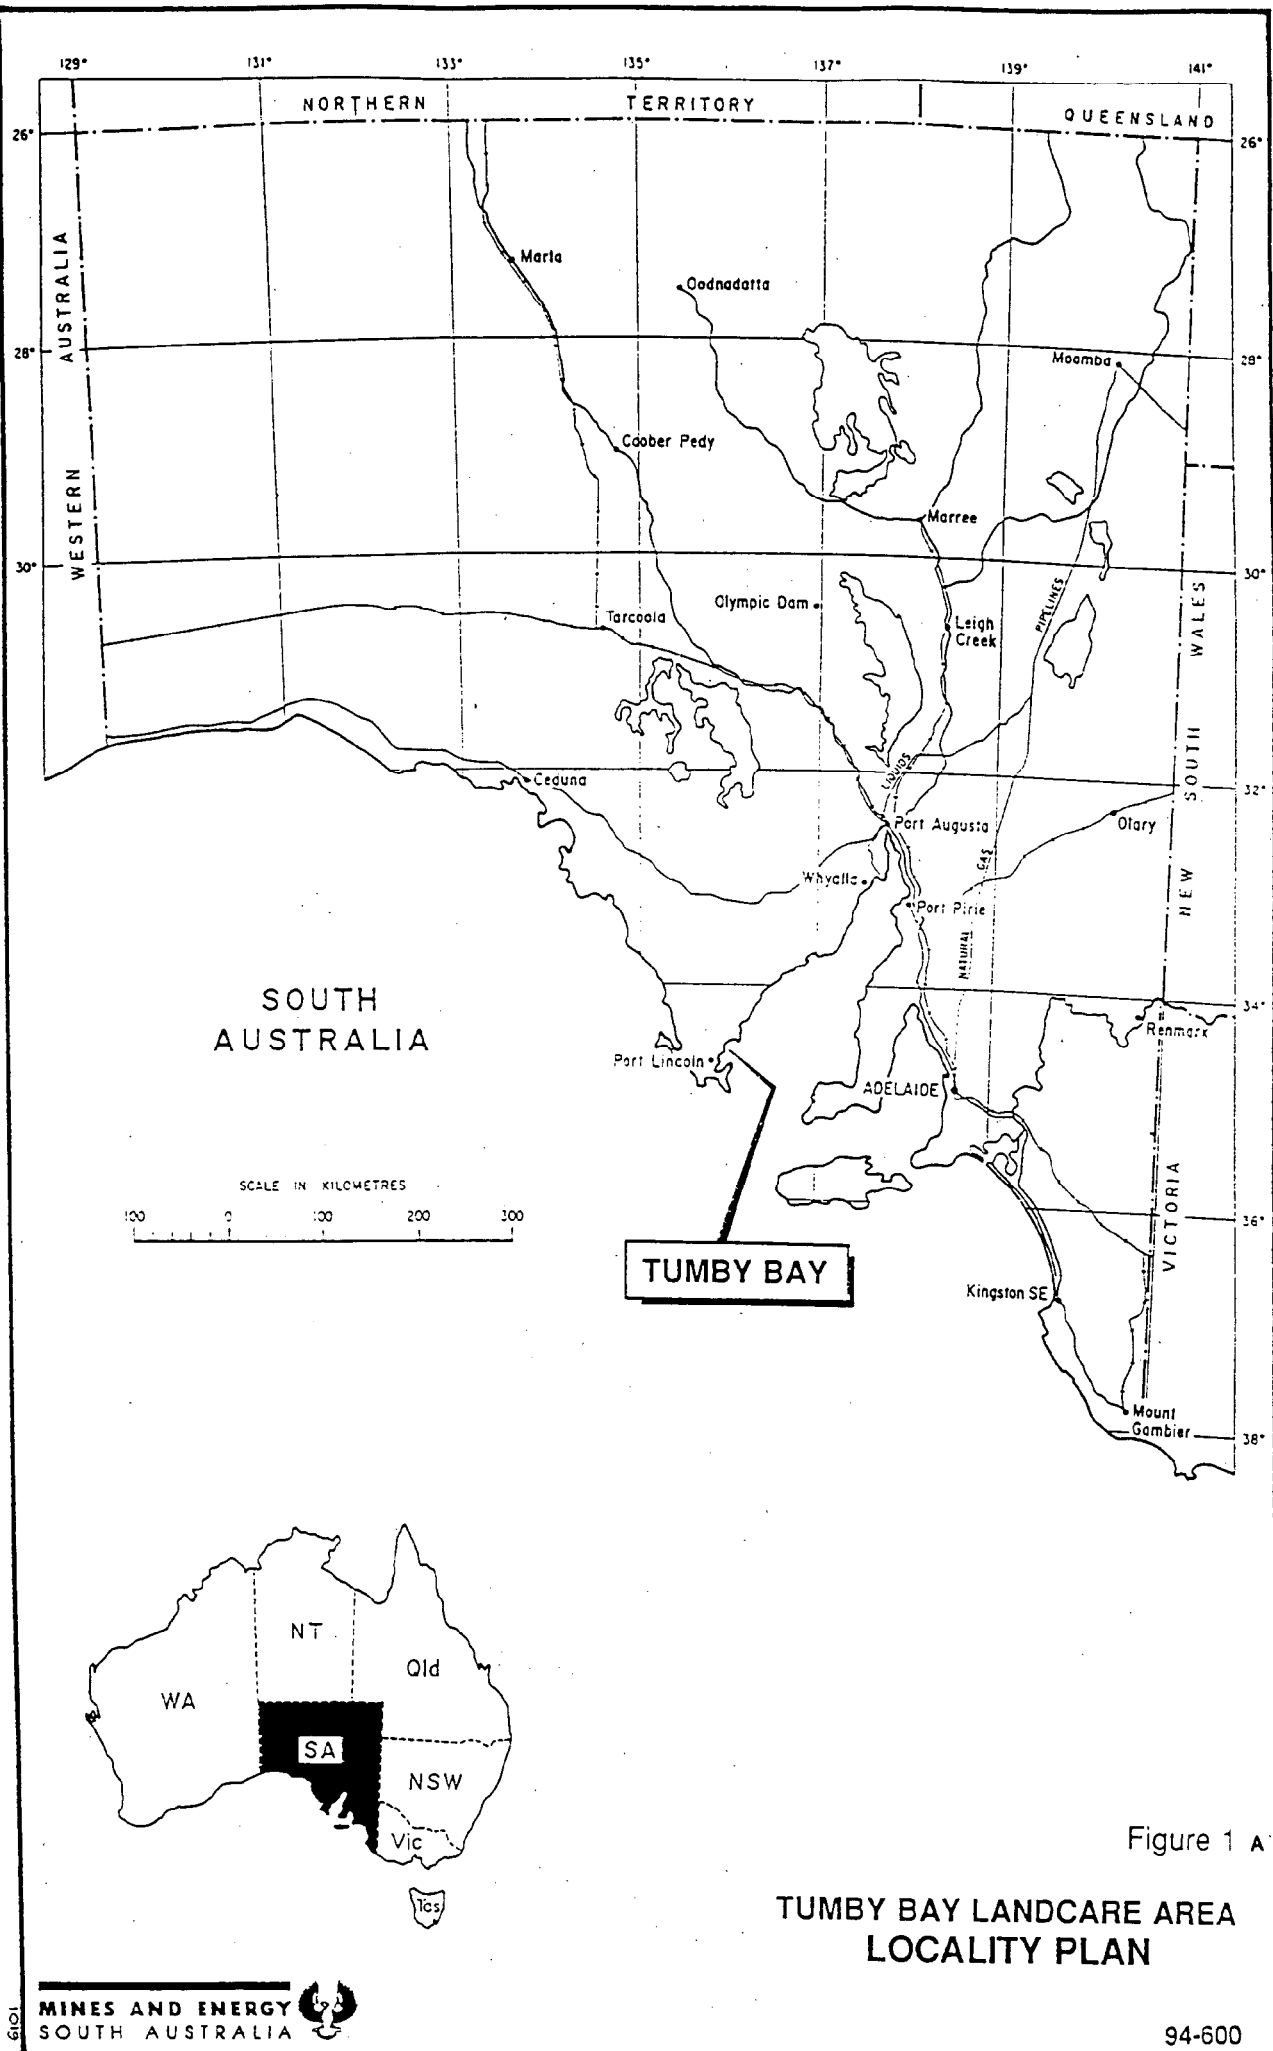 129° 131° 133° 135° 137° 139° 141°
NORTHERN TERRITORY
QUEENSLAND
26° 26°
WESTERN AUSTRALIA
Marla
Oodnadatta
28° 28°
Moomba
Coober Pedy
Marree
30° 30°
Olympic Dam
Tarcoola
Leigh
Creek
PIPELINES
NEW SOUTH WALES
LIQUIDS
Ceduna
32°
Port Augusta
Olary
GAS
Whyalla
Port Pirie
NATURAL
SOUTH
AUSTRALIA
34°
Renmark
Port Lincoln
ADELAIDE
SCALE IN KILOMETRES
100 0 100 200 300
VICTORIA
36°
TUMBY BAY
Kingston SE
Mount
Gambier
38°
NT
Qld
WA
SA
NSW
Vic
Tas
Figure 1 A
TUMBY BAY LANDCARE AREA
LOCALITY PLAN
MINES AND ENERGY
SOUTH AUSTRALIA
94-600